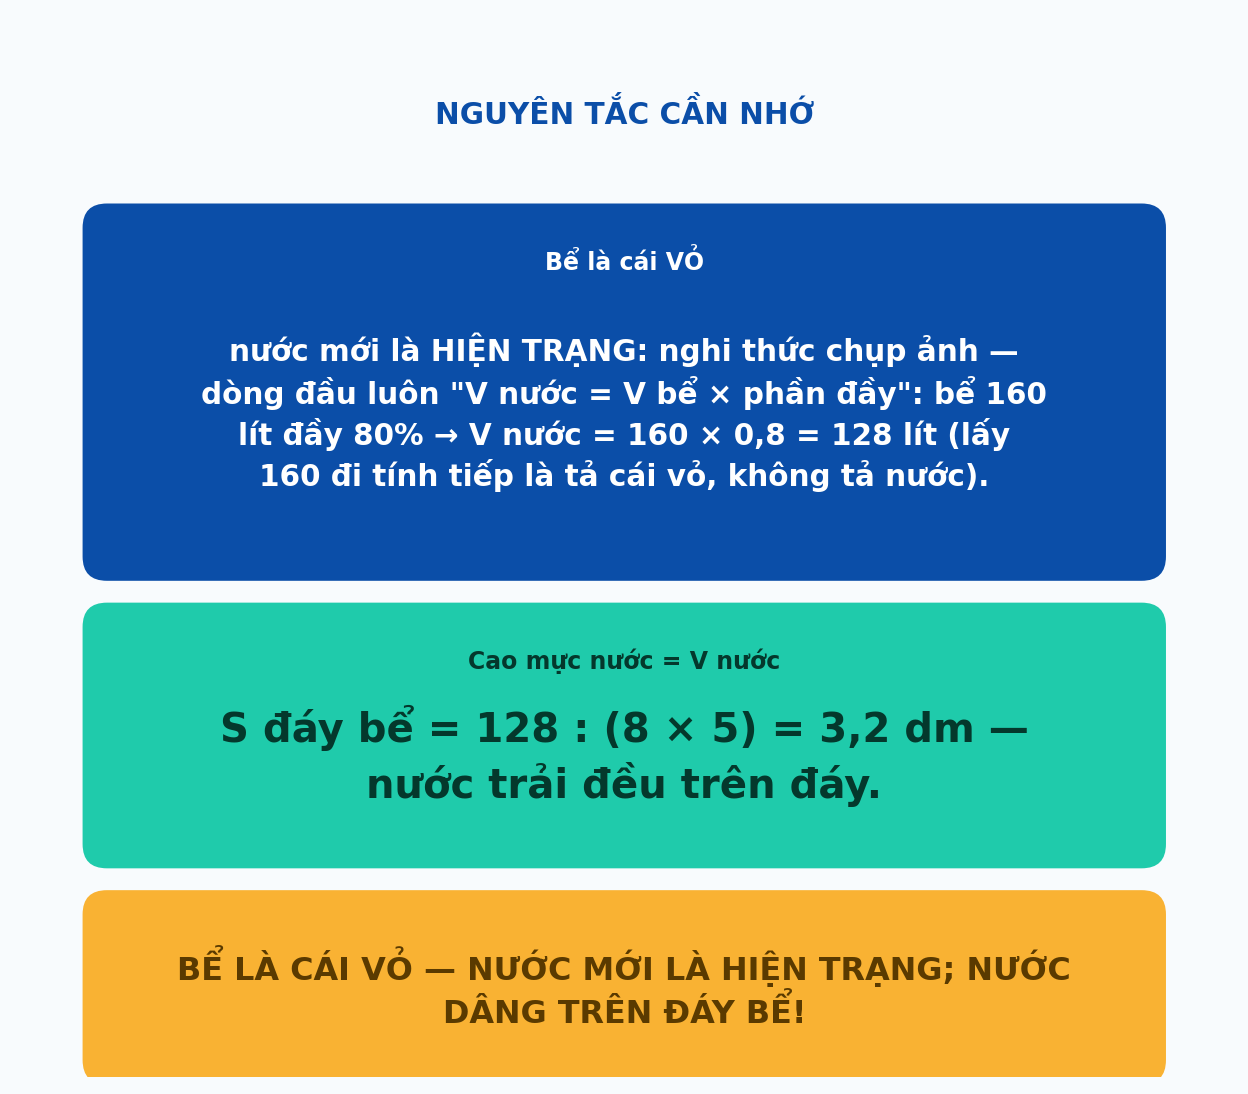 NGUYÊN TẮC CẦN NHỚ
Bể là cái VỎ
nước mới là HIỆN TRẠNG: nghi thức chụp ảnh —
dòng đầu luôn "V nước = V bể × phần đầy": bể 160
lít đầy 80% → V nước = 160 × 0,8 = 128 lít (lấy
160 đi tính tiếp là tả cái vỏ, không tả nước).
Cao mực nước = V nước
S đáy bể = 128 : (8 × 5) = 3,2 dm —
nước trải đều trên đáy.
BỂ LÀ CÁI VỎ — NƯỚC MỚI LÀ HIỆN TRẠNG; NƯỚC
DÂNG TRÊN ĐÁY BỂ!